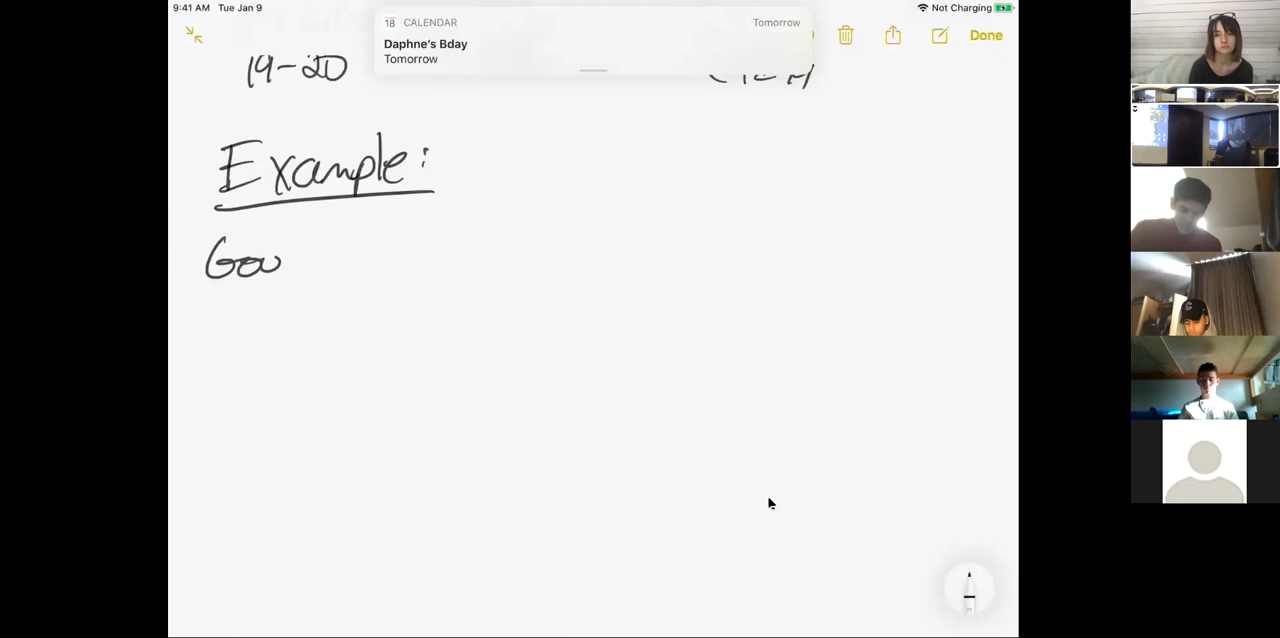 9:41 AM Tue Jan 9
Not Charging
18 CALENDAR
Tomorrow
Daphne's Bday
Tomorrow
Done
19-20
Example:
Gov